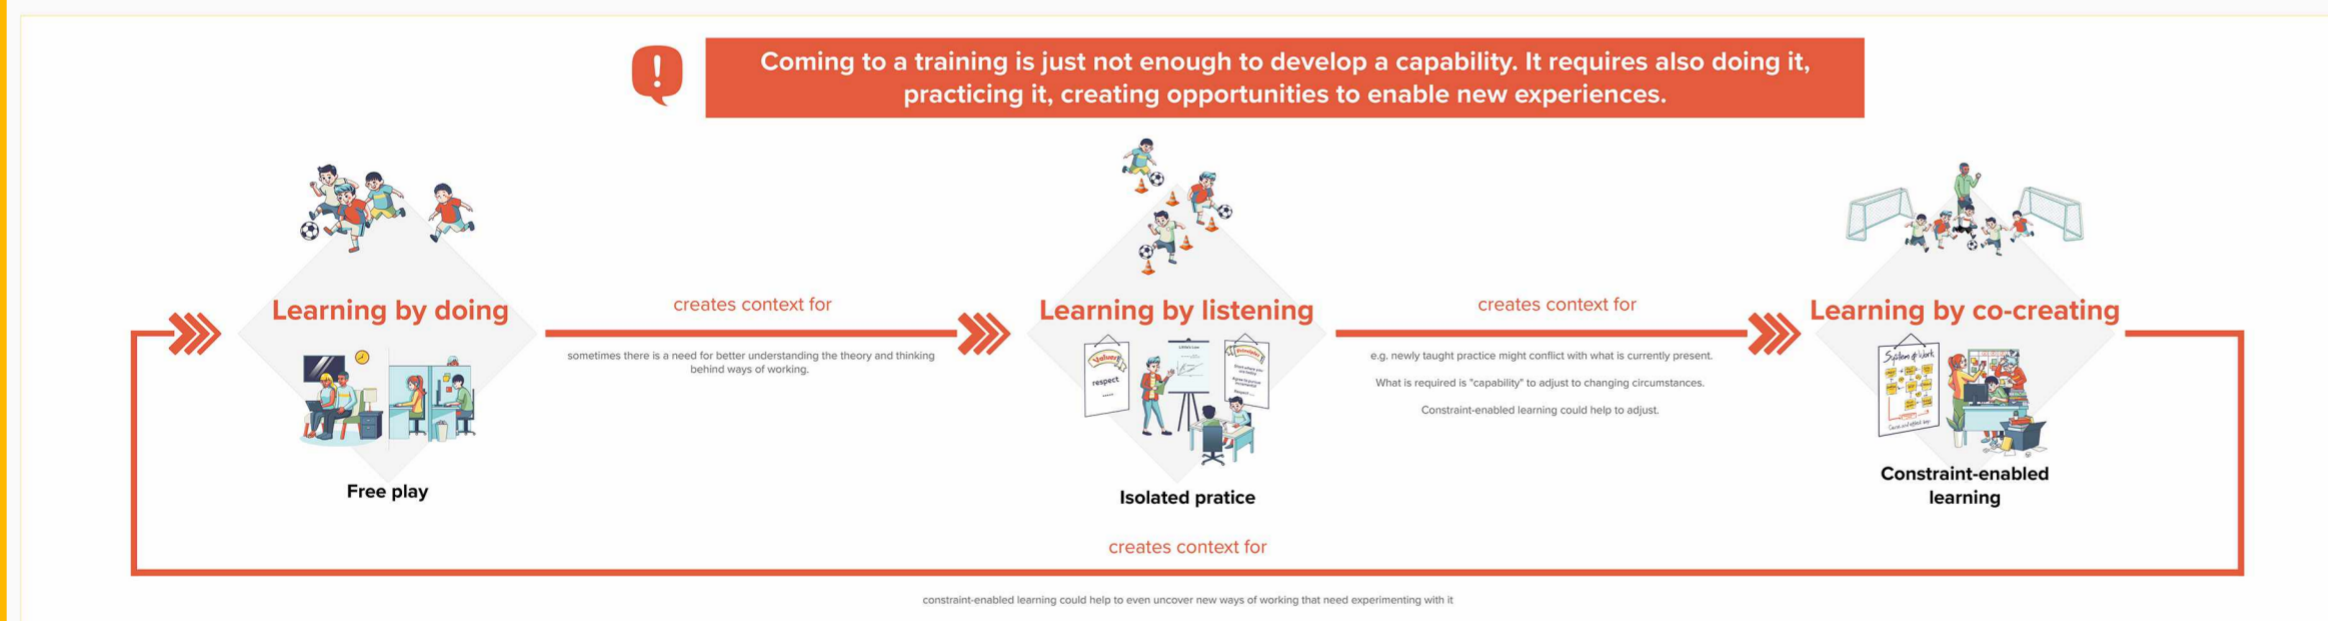 !
Coming to a training is just not enough to develop a capability. It requires also doing it,
practicing it, creating opportunities to enable new experiences.
Learning by doing
Free play
creates context for
sometimes there is a need for better understanding the theory and thinking
behind ways of working.
Learning by listening
Values
respect
Isolated pratice
creates context for
e.g. newly taught practice might conflict with what is currently present.
What is required is "capability" to adjust to changing circumstances.
Constraint-enabled learning could help to adjust.
Learning by co-creating
System of Work
Constraint-enabled
learning
creates context for
constraint-enabled learning could help to even uncover new ways of working that need experimenting with it